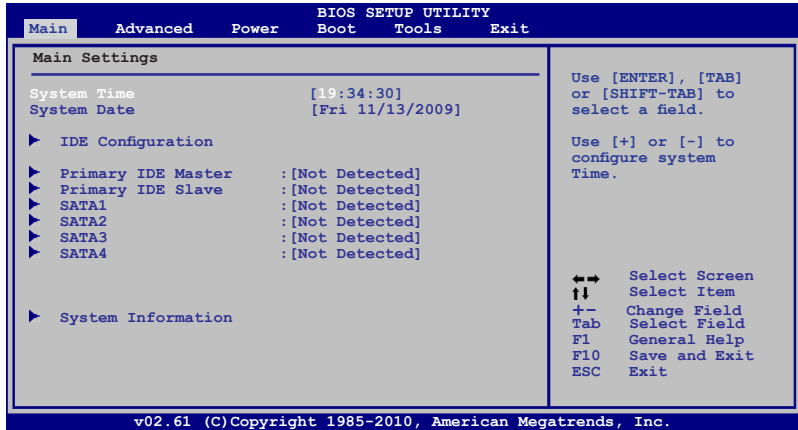 BIOS SETUP UTILITY
Main Advanced Power Boot Tools Exit
Main Settings
System Time [19:34:30]
System Date [Fri 11/13/2009]
IDE Configuration
Primary IDE Master :[Not Detected]
Primary IDE Slave :[Not Detected]
SATA1 :[Not Detected]
SATA2 :[Not Detected]
SATA3 :[Not Detected]
SATA4 :[Not Detected]
System Information
Use [ENTER], [TAB]
or [SHIFT-TAB] to
select a field.
Use [+] or [-] to
configure system
Time.
←→ Select Screen
↑↓ Select Item
+- Change Field
Tab Select Field
F1 General Help
F10 Save and Exit
ESC Exit
v02.61 (C)Copyright 1985-2010, American Megatrends, Inc.